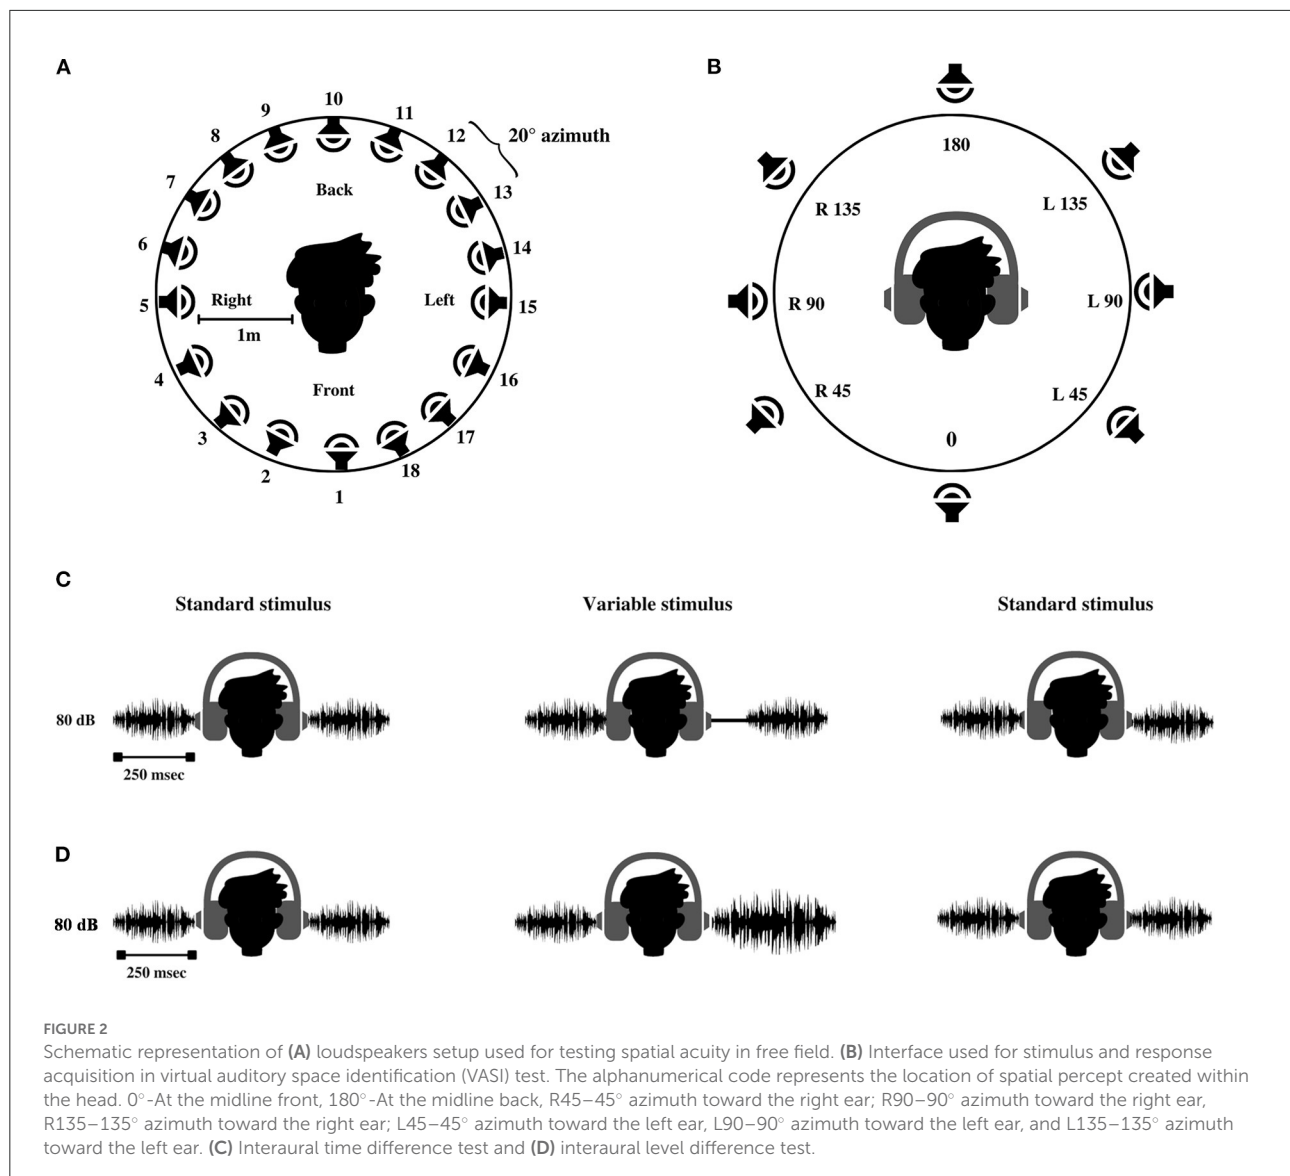 A
B
10
9
11
8
12
20° azimuth
7
13
Back
6
14
5
Right
Left
15
1m
4
16
Front
3
17
2
18
1
180
R 135
L 135
R 90
L 90
R 45
L 45
0
C
Standard stimulus
Variable stimulus
Standard stimulus
80 dB
250 msec
D
80 dB
250 msec
FIGURE 2
Schematic representation of (A) loudspeakers setup used for testing spatial acuity in free field. (B) Interface used for stimulus and response
acquisition in virtual auditory space identification (VASI) test. The alphanumerical code represents the location of spatial percept created within
the head. 0°-At the midline front, 180°-At the midline back, R45–45° azimuth toward the right ear; R90–90° azimuth toward the right ear,
R135–135° azimuth toward the right ear; L45–45° azimuth toward the left ear, L90–90° azimuth toward the left ear, and L135–135° azimuth
toward the left ear. (C) Interaural time difference test and (D) interaural level difference test.